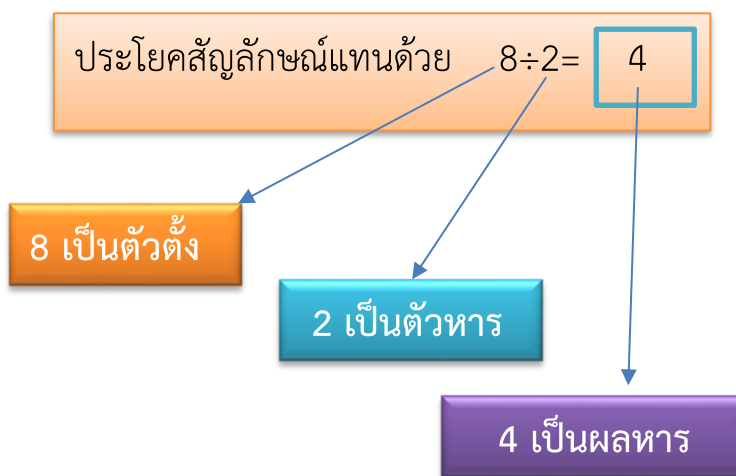 ประโยคสัญลักษณ์แทนด้วย 8÷2= 4
8 เป็นตัวตั้ง
2 เป็นตัวหาร
4 เป็นผลหาร